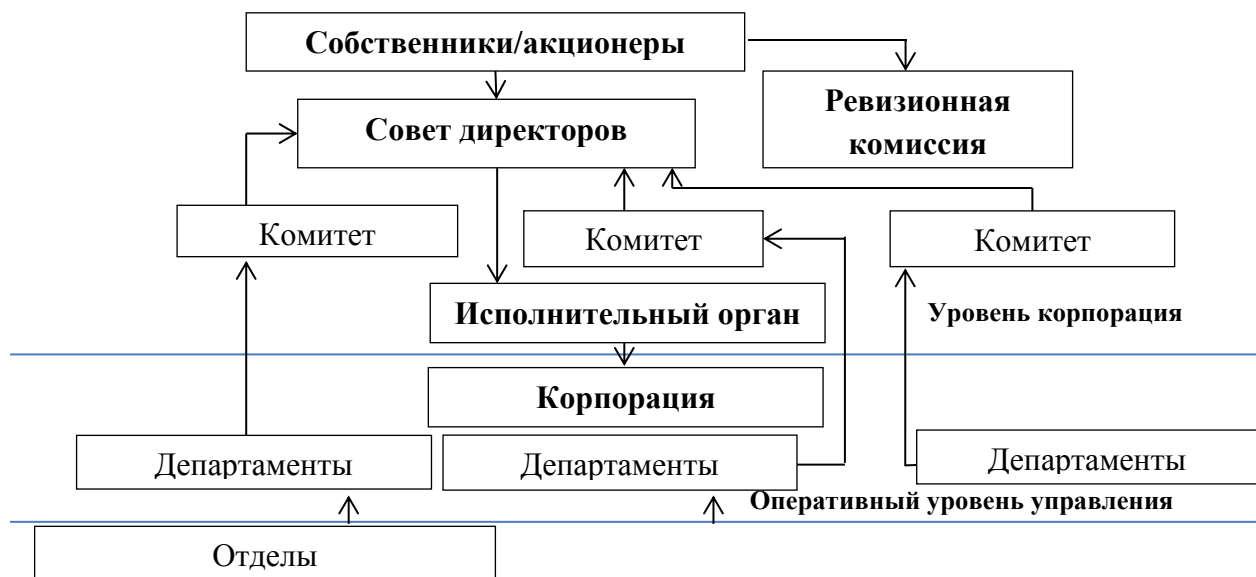 Собственники/акционеры
Ревизионная
комиссия
Совет директоров
Комитет
Комитет
Комитет
Исполнительный орган
Уровень корпорация
Корпорация
Департаменты
Департаменты
Департаменты
Оперативный уровень управления
Отделы